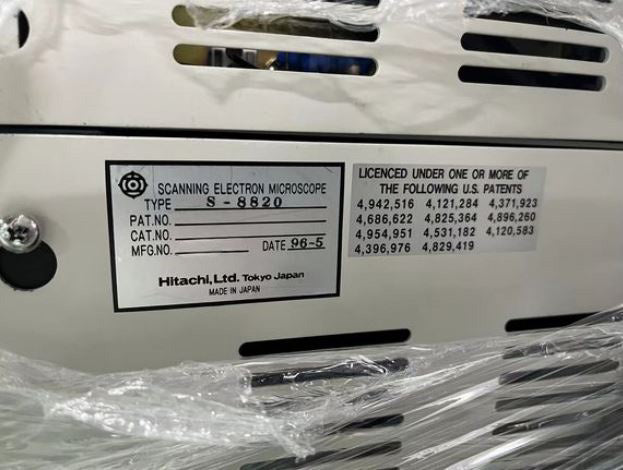 SCANNING ELECTRON MICROSCOPE
TYPE S-8820
PAT.NO.
CAT.NO.
MFG.NO. DATE 96-5
Hitachi, Ltd. Tokyo Japan
MADE IN JAPAN
LICENCED UNDER ONE OR MORE OF
THE FOLLOWING U.S. PATENTS
4,942,516 4,121,284 4,371,923
4,686,622 4,825,364 4,896,260
4,954,951 4,531,182 4,120,583
4,396,976 4,829,419